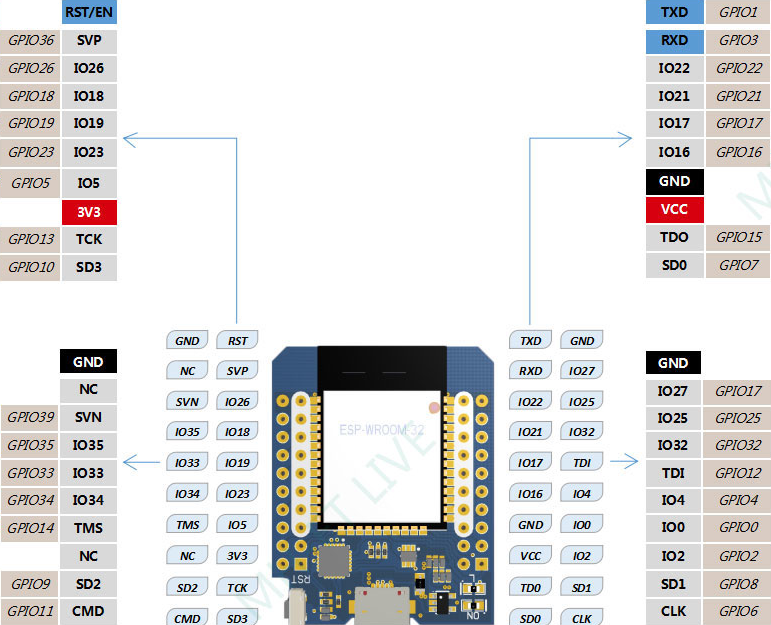 RST/EN
GPIO36 SVP
GPIO26 IO26
GPIO18 IO18
GPIO19 IO19
GPIO23 IO23
GPIO5 IO5
3V3
GPIO13 TCK
GPIO10 SD3
TXD GPIO1
RXD GPIO3
IO22 GPIO22
IO21 GPIO21
IO17 GPIO17
IO16 GPIO16
GND
VCC
TDO GPIO15
SD0 GPIO7
GND
NC
GPIO39 SVN
GPIO35 IO35
GPIO33 IO33
GPIO34 IO34
GPIO14 TMS
NC
GPIO9 SD2
GPIO11 CMD
GND RST
NC SVP
SVN IO26
IO35 IO18
IO33 IO19
IO34 IO23
TMS IO5
NC 3V3
SD2 TCK
CMD SD3
ESP-WROOM-32
RST
L
ON
TXD GND
RXD IO27
IO22 IO25
IO21 IO32
IO17 TDI
IO16 IO4
GND IO0
VCC IO2
TD0 SD1
SD0 CLK
GND
IO27 GPIO17
IO25 GPIO25
IO32 GPIO32
TDI GPIO12
IO4 GPIO4
IO0 GPIO0
IO2 GPIO2
SD1 GPIO8
CLK GPIO6
LIVE